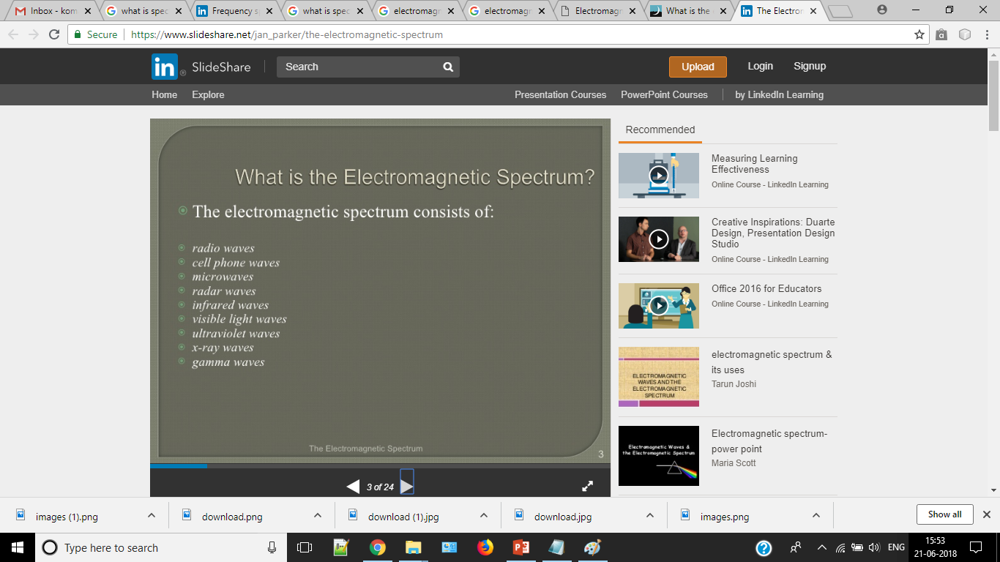 Inbox - kom
what is spec
Frequency s
what is spec
electromagn
electromagn
Electromagn
What is the
The Electron
Secure
https://www.slideshare.net/jan_parker/the-electromagnetic-spectrum
in ® SlideShare
Search
Upload
Login
Signup
Home
Explore
Presentation Courses
PowerPoint Courses
by LinkedIn Learning
What is the Electromagnetic Spectrum?
The electromagnetic spectrum consists of:
radio waves
cell phone waves
microwaves
radar waves
infrared waves
visible light waves
ultraviolet waves
x-ray waves
gamma waves
The Electromagnetic Spectrum
3
3 of 24
Recommended
Measuring Learning
Effectiveness
Online Course - LinkedIn Learning
Creative Inspirations: Duarte
Design, Presentation Design
Studio
Online Course - LinkedIn Learning
Office 2016 for Educators
Online Course - LinkedIn Learning
ELECTROMAGNETIC
WAVES AND THE
ELECTROMAGNETIC
SPECTRUM
electromagnetic spectrum &
its uses
Tarun Joshi
Electromagnetic Waves &
the Electromagnetic Spectrum
Electromagnetic spectrum-
power point
Maria Scott
images (1).png
download.png
download (1).jpg
download.jpg
images.png
Show all
Type here to search
ENG
15:53
21-06-2018